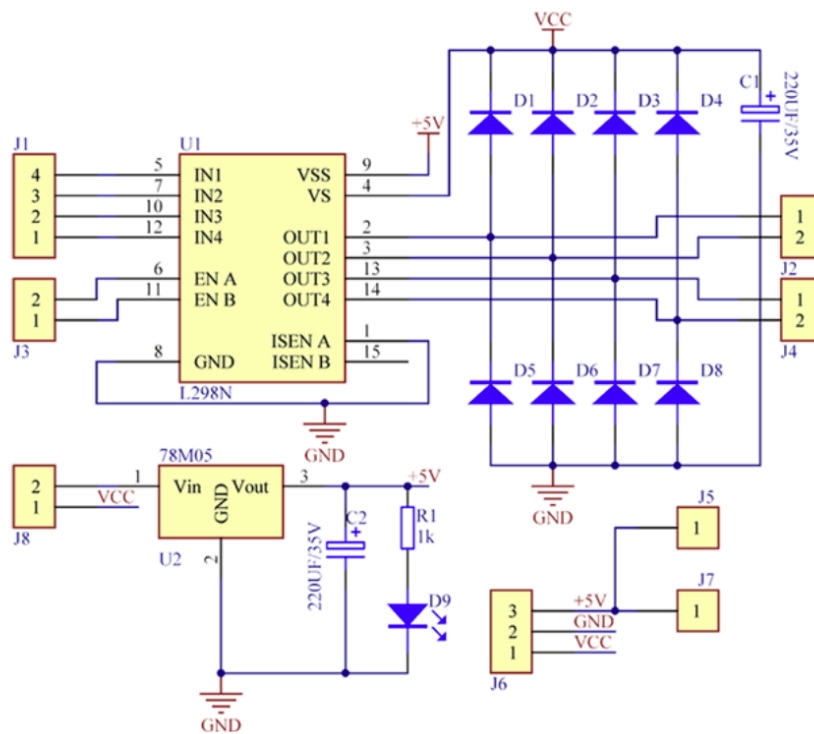 VCC
D1 D2 D3 D4 C1 + 220UF/35V
+5V
J1 U1
4 5 IN1 VSS 9
3 7 IN2 VS 4
2 10 IN3
1 12 IN4 OUT1 2
OUT2 3
2 6 EN A OUT3 13
1 11 EN B OUT4 14
J3
ISEN A 1
8 GND ISEN B 15
L298N
GND
1
2
J2
1
2
J4
D5 D6 D7 D8
GND
78M05
2 1 Vin Vout 3 +5V
1 VCC GND
J8 U2 2
C2 + 220UF/35V
R1
1k
D9
GND
J5
1
J7
3 +5V 1
2 GND
1 VCC
J6